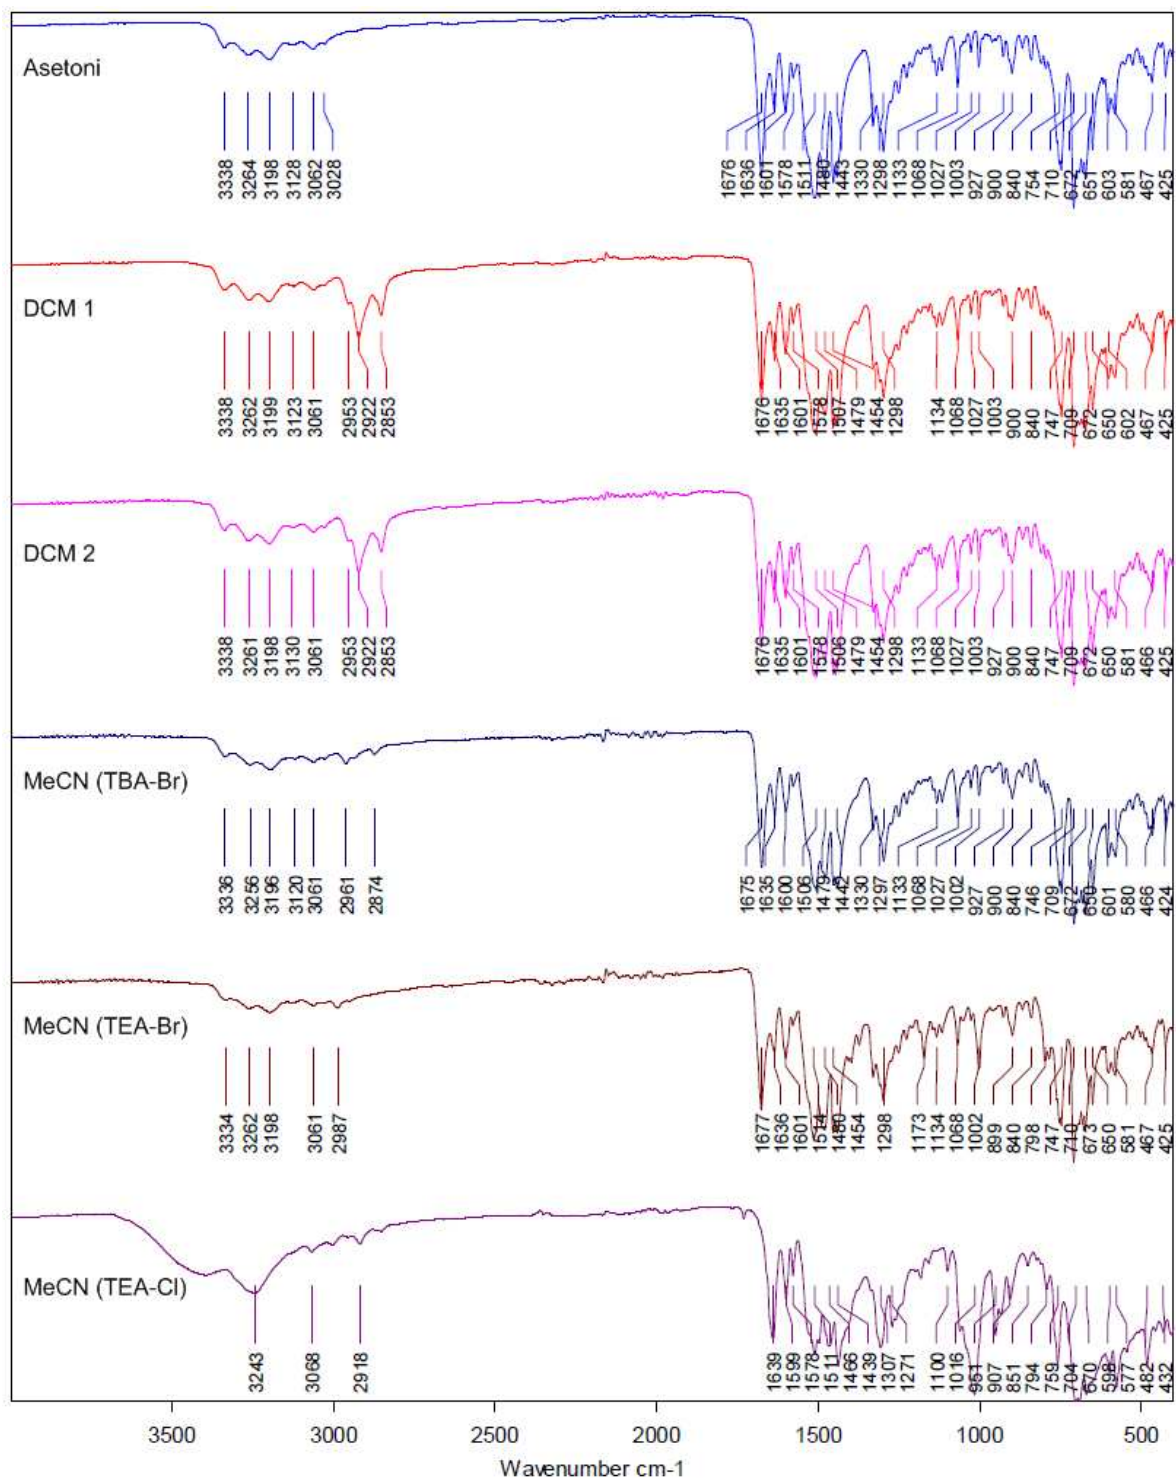 Asetoni
3338 3264 3198 3128 3062 3028 1676 1636 1601 1578 1511 1480 1443 1330 1298 1133 1068 1027 1003 927 900 840 754 710 672 651 603 581 467 425
DCM 1
3338 3262 3199 3123 3061 2953 2922 2853 1676 1635 1601 1578 1507 1479 1454 1298 1134 1068 1027 1003 900 840 747 709 672 650 602 467 425
DCM 2
3338 3261 3198 3130 3061 2953 2922 2853 1676 1635 1601 1578 1506 1479 1454 1298 1133 1068 1027 1003 927 900 840 747 709 672 650 581 466 425
MeCN (TBA-Br)
3336 3256 3196 3120 3061 2961 2874 1675 1635 1600 1506 1479 1442 1330 1297 1133 1068 1027 1002 927 900 840 746 709 672 650 601 580 466 424
MeCN (TEA-Br)
3334 3262 3198 3061 2987 1677 1636 1601 1514 1480 1454 1298 1173 1134 1068 1002 899 840 798 747 710 673 650 581 467 425
MeCN (TEA-Cl)
3243 3068 2918 1639 1599 1578 1511 1466 1439 1307 1271 1100 1016 951 907 851 794 759 704 670 598 577 482 432
3500 3000 2500 2000 1500 1000 500
Wavenumber cm-1